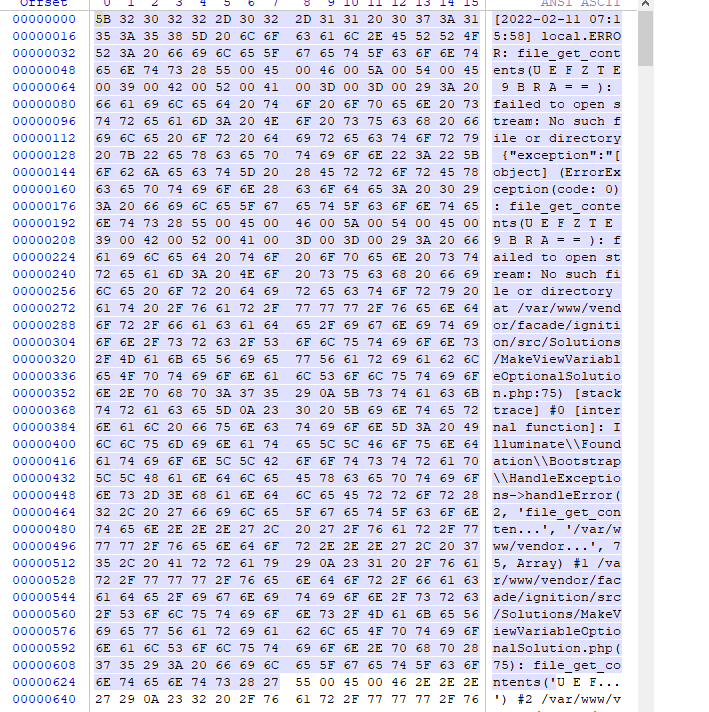 Offset 0 1 2 3 4 5 6 7 8 9 10 11 12 13 14 15 ANSI ASCII
00000000 5B 32 30 32 32 2D 30 32 2D 31 31 20 30 37 3A 31 [2022-02-11 07:1
00000016 35 3A 35 38 5D 20 6C 6F 63 61 6C 2E 45 52 52 4F 5:58] local.ERRO
00000032 52 3A 20 66 69 6C 65 5F 67 65 74 5F 63 6F 6E 74 R: file_get_cont
00000048 65 6E 74 73 28 55 00 45 00 46 00 5A 00 54 00 45 ents(U E F Z T E
00000064 00 39 00 42 00 52 00 41 00 3D 00 3D 00 29 3A 20 9 B R A = = ):
00000080 66 61 69 6C 65 64 20 74 6F 20 6F 70 65 6E 20 73 failed to open s
00000096 74 72 65 61 6D 3A 20 4E 6F 20 73 75 63 68 20 66 tream: No such f
00000112 69 6C 65 20 6F 72 20 64 69 72 65 63 74 6F 72 79 ile or directory
00000128 20 7B 22 65 78 63 65 70 74 69 6F 6E 22 3A 22 5B {"exception":"[
00000144 6F 62 6A 65 63 74 5D 20 28 45 72 72 6F 72 45 78 object] (ErrorEx
00000160 63 65 70 74 69 6F 6E 28 63 6F 64 65 3A 20 30 29 ception(code: 0)
00000176 3A 20 66 69 6C 65 5F 67 65 74 5F 63 6F 6E 74 65 : file_get_conte
00000192 6E 74 73 28 55 00 45 00 46 00 5A 00 54 00 45 00 nts(U E F Z T E
00000208 39 00 42 00 52 00 41 00 3D 00 3D 00 29 3A 20 66 9 B R A = = ): f
00000224 61 69 6C 65 64 20 74 6F 20 6F 70 65 6E 20 73 74 ailed to open st
00000240 72 65 61 6D 3A 20 4E 6F 20 73 75 63 68 20 66 69 ream: No such fi
00000256 6C 65 20 6F 72 20 64 69 72 65 63 74 6F 72 79 20 le or directory
00000272 61 74 20 2F 76 61 72 2F 77 77 77 2F 76 65 6E 64 at /var/www/vend
00000288 6F 72 2F 66 61 63 61 64 65 2F 69 67 6E 69 74 69 or/facade/igniti
00000304 6F 6E 2F 73 72 63 2F 53 6F 6C 75 74 69 6F 6E 73 on/src/Solutions
00000320 2F 4D 61 6B 65 56 69 65 77 56 61 72 69 61 62 6C /MakeViewVariabl
00000336 65 4F 70 74 69 6F 6E 61 6C 53 6F 6C 75 74 69 6F eOptionalSolutio
00000352 6E 2E 70 68 70 3A 37 35 29 0A 5B 73 74 61 63 6B n.php:75) [stack
00000368 74 72 61 63 65 5D 0A 23 30 20 5B 69 6E 74 65 72 trace] #0 [inter
00000384 6E 61 6C 20 66 75 6E 63 74 69 6F 6E 5D 3A 20 49 nal function]: I
00000400 6C 6C 75 6D 69 6E 61 74 65 5C 5C 46 6F 75 6E 64 lluminate\\Found
00000416 61 74 69 6F 6E 5C 5C 42 6F 6F 74 73 74 72 61 70 ation\\Bootstrap
00000432 5C 5C 48 61 6E 64 6C 65 45 78 63 65 70 74 69 6F \\HandleExceptio
00000448 6E 73 2D 3E 68 61 6E 64 6C 65 45 72 72 6F 72 28 ns->handleError(
00000464 32 2C 20 27 66 69 6C 65 5F 67 65 74 5F 63 6F 6E 2, 'file_get_con
00000480 74 65 6E 2E 2E 2E 27 2C 20 27 2F 76 61 72 2F 77 ten...', '/var/w
00000496 77 77 2F 76 65 6E 64 6F 72 2E 2E 2E 27 2C 20 37 ww/vendor...', 7
00000512 35 2C 20 41 72 72 61 79 29 0A 23 31 20 2F 76 61 5, Array) #1 /va
00000528 72 2F 77 77 77 2F 76 65 6E 64 6F 72 2F 66 61 63 r/www/vendor/fac
00000544 61 64 65 2F 69 67 6E 69 74 69 6F 6E 2F 73 72 63 ade/ignition/src
00000560 2F 53 6F 6C 75 74 69 6F 6E 73 2F 4D 61 6B 65 56 /Solutions/MakeV
00000576 69 65 77 56 61 72 69 61 62 6C 65 4F 70 74 69 6F iewVariableOptio
00000592 6E 61 6C 53 6F 6C 75 74 69 6F 6E 2E 70 68 70 28 nalSolution.php(
00000608 37 35 29 3A 20 66 69 6C 65 5F 67 65 74 5F 63 6F 75): file_get_co
00000624 6E 74 65 6E 74 73 28 27 55 00 45 00 46 2E 2E 2E ntents('U E F...
00000640 27 29 0A 23 32 20 2F 76 61 72 2F 77 77 77 2F 76 ') #2 /var/www/v